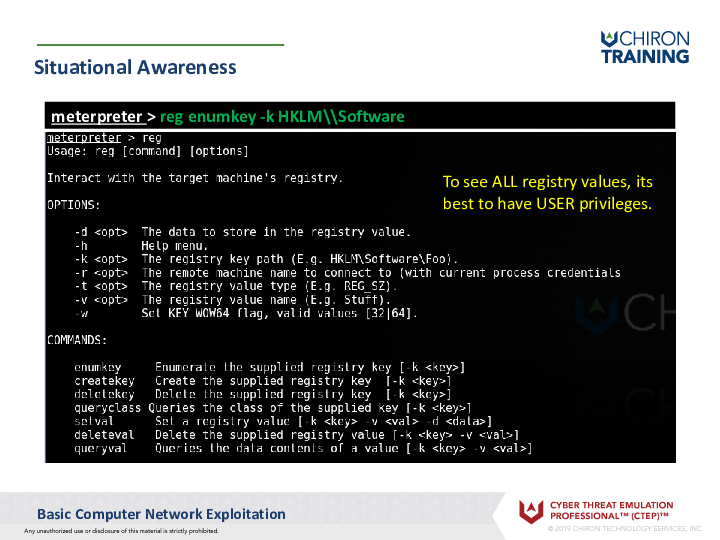 CHIRON
TRAINING
Situational Awareness
meterpreter > reg enumkey -k HKLM\\Software
meterpreter > reg
Usage: reg [command] [options]
Interact with the target machine's registry.
To see ALL registry values, its
best to have USER privileges.
OPTIONS:
-d <opt> The data to store in the registry value.
-h Help menu.
-k <opt> The registry key path (E.g. HKLM\Software\Foo).
-r <opt> The remote machine name to connect to (with current process credentials
-t <opt> The registry value type (E.g. REG_SZ).
-v <opt> The registry value name (E.g. Stuff).
-w Set KEY_WOW64 flag, valid values [32|64].
CH
COMMANDS:
enumkey Enumerate the supplied registry key [-k <key>]
createkey Create the supplied registry key [-k <key>]
deletekey Delete the supplied registry key [-k <key>]
queryclass Queries the class of the supplied key [-k <key>]
setval Set a registry value [-k <key> -v <val> -d <data>]
deleteval Delete the supplied registry value [-k <key> -v <val>]
queryval Queries the data contents of a value [-k <key> -v <val>]
Basic Computer Network Exploitation
Any unauthorized use or disclosure of this material is strictly prohibited.
CYBER THREAT EMULATION
PROFESSIONAL™ (CTEP)™
© 2019 CHIRON TECHNOLOGY SERVICES, INC.